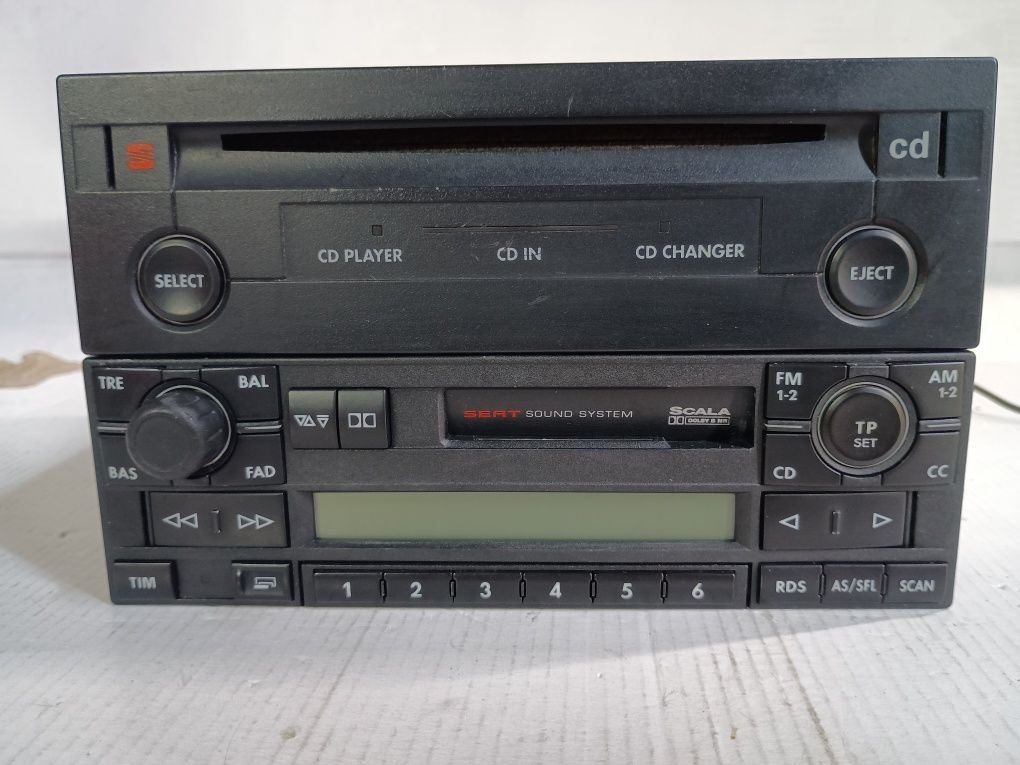 cd
CD PLAYER
CD IN
CD CHANGER
SELECT
EJECT
TRE
BAL
FM
1-2
AM
1-2
SEAT SOUND SYSTEM
SCALA
DOLBY B NR
TP
SET
BAS
FAD
CD
CC
TIM
1
2
3
4
5
6
RDS
AS/SFL
SCAN